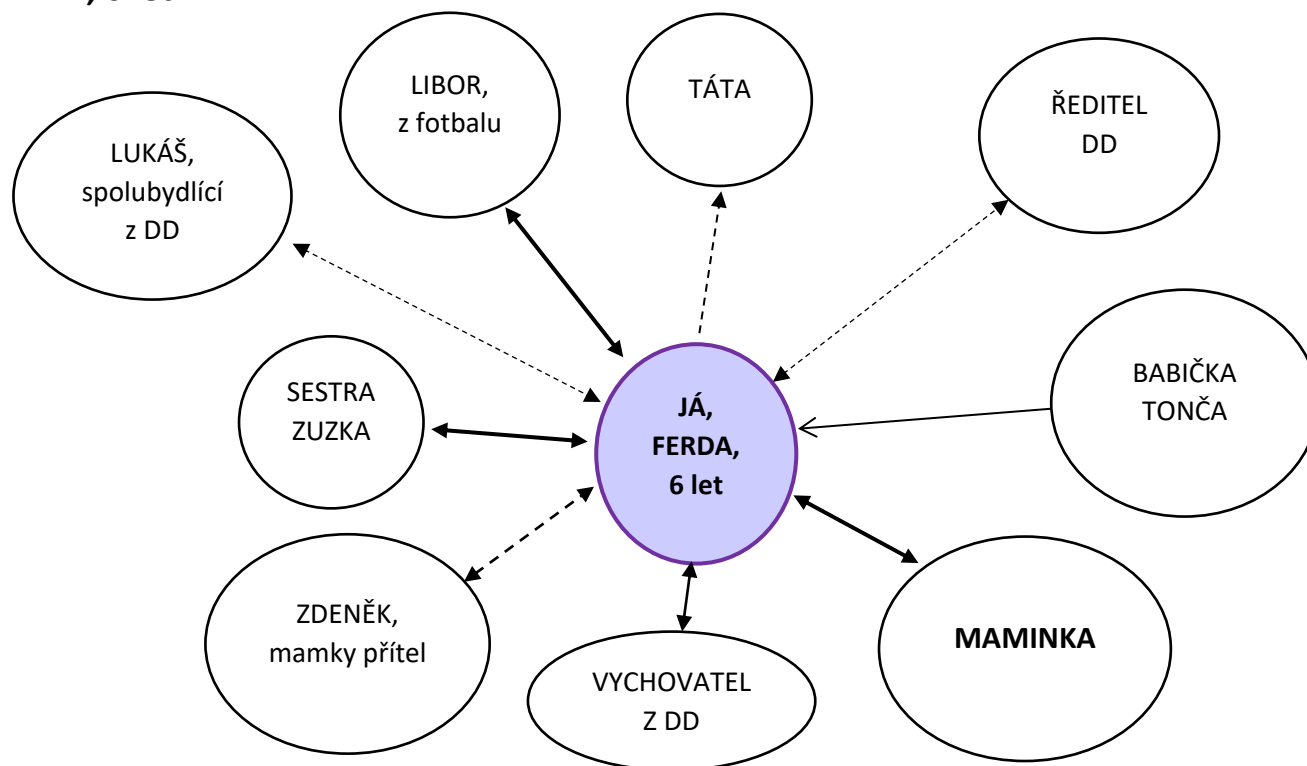 LIBOR,
z fotbalu
TÁTA
ŘEDITEL
DD
LUKÁŠ,
spolubydlící
z DD
BABIČKA
TONČA
SESTRA
ZUZKA
JÁ,
FERDA,
6 let
ZDENĚK,
mamky přítel
VYCHOVATEL
Z DD
MAMINKA